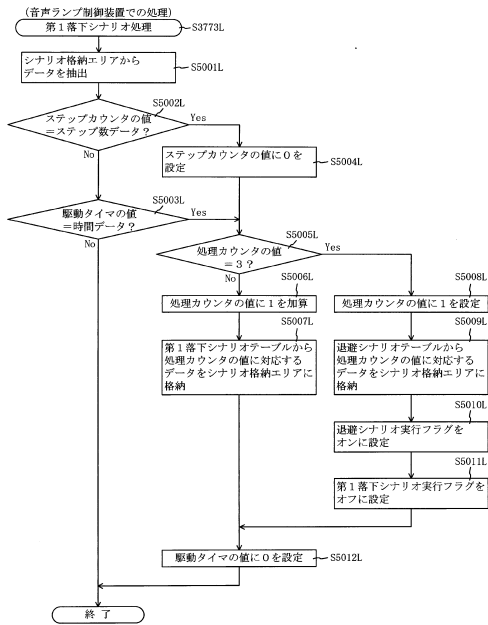 (音声ランプ制御装置での処理)
第１落下シナリオ処理
S3773L
シナリオ格納エリアから
データを抽出
S5001L
S5002L
ステップカウンタの値
＝ステップ数データ？
Yes
No
ステップカウンタの値に０を
設定
S5004L
S5003L
駆動タイマの値
＝時間データ？
Yes
No
S5005L
処理カウンタの値
＝３？
Yes
No
S5006L
処理カウンタの値に１を加算
S5008L
処理カウンタの値に１を設定
S5007L
第１落下シナリオテーブルから
処理カウンタの値に対応する
データをシナリオ格納エリアに
格納
S5009L
退避シナリオテーブルから
処理カウンタの値に対応する
データをシナリオ格納エリアに
格納
S5010L
退避シナリオ実行フラグを
オンに設定
S5011L
第１落下シナリオ実行フラグを
オフに設定
駆動タイマの値に０を設定
S5012L
終了